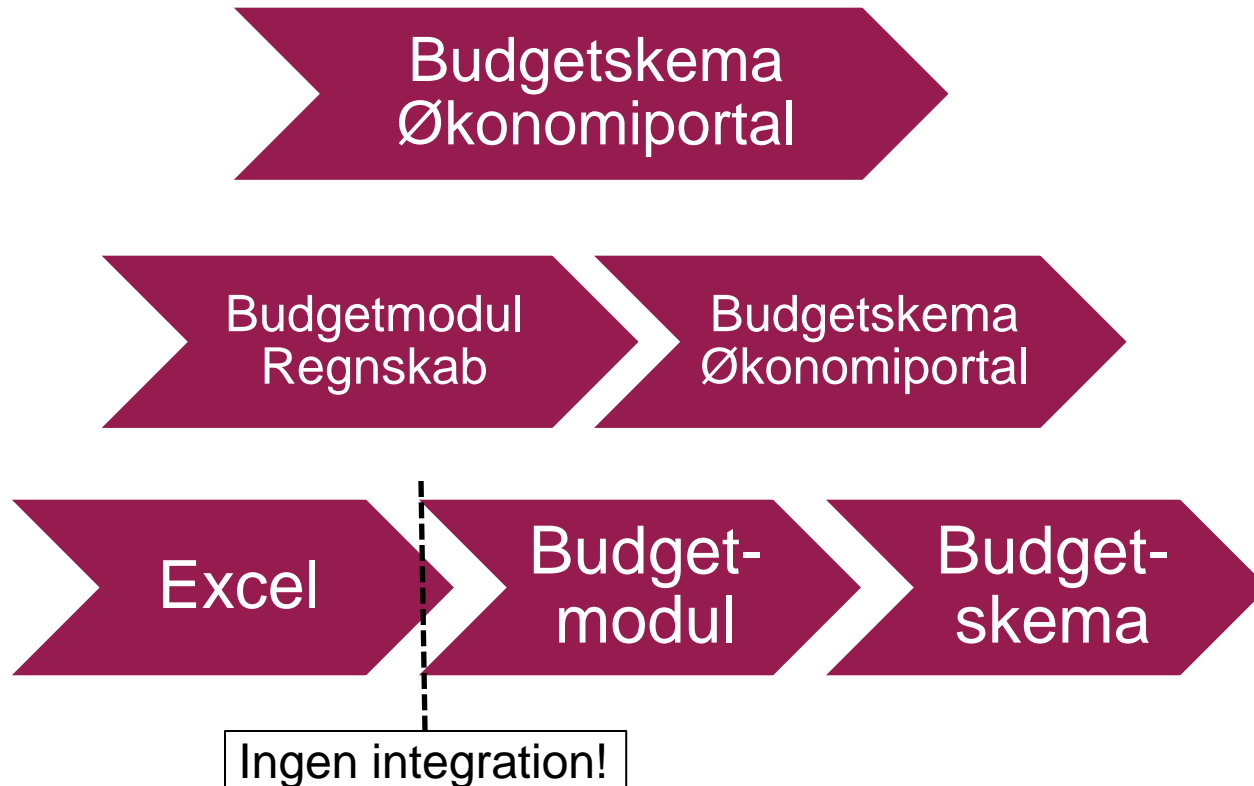 Budgetskema
Økonomiportal
Budgetmodul
Regnskab
Budgetskema
Økonomiportal
Excel
Budget-
modul
Budget-
skema
Ingen integration!